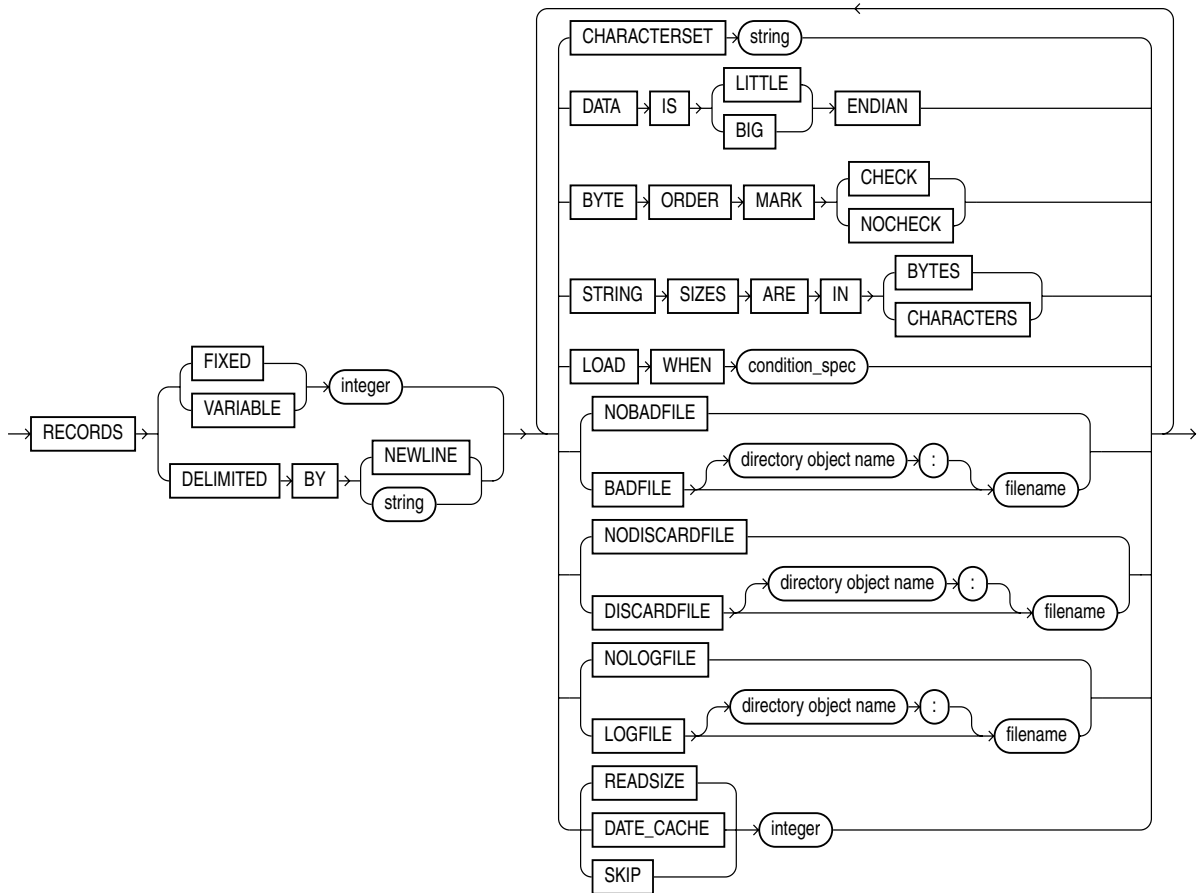 CHARACTERSET string
LITTLE
DATA IS ENDIAN
BIG
CHECK
BYTE ORDER MARK
NOCHECK
BYTES
STRING SIZES ARE IN
CHARACTERS
FIXED
LOAD WHEN condition_spec
integer
VARIABLE
NOBADFILE
RECORDS
NEWLINE
directory object name :
DELIMITED BY
BADFILE filename
string
NODISCARDFILE
directory object name :
DISCARDFILE filename
NOLOGFILE
directory object name :
LOGFILE filename
READSIZE
DATE_CACHE integer
SKIP